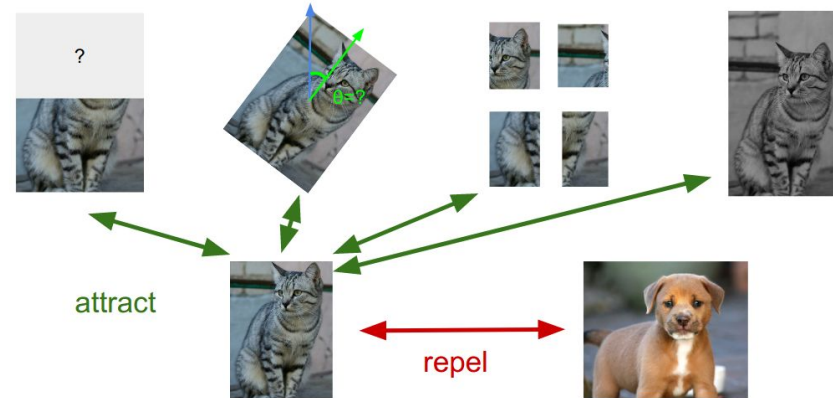 ?
θ=?
attract
repel